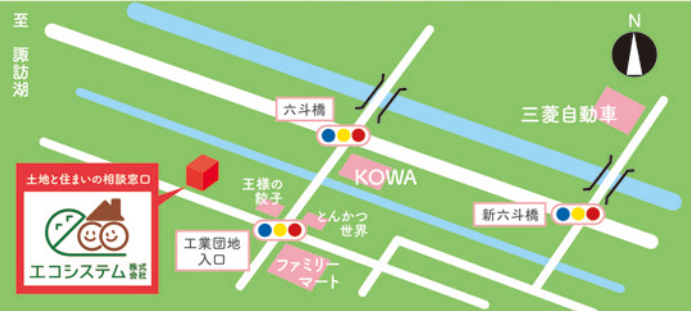 至 諏訪湖
N
六斗橋
三菱自動車
土地と住まいの相談窓口
エコシステム 株式
会社
王様の
餃子
KOWA
とんかつ
世界
新六斗橋
工業団地
入口
ファミリー
マート